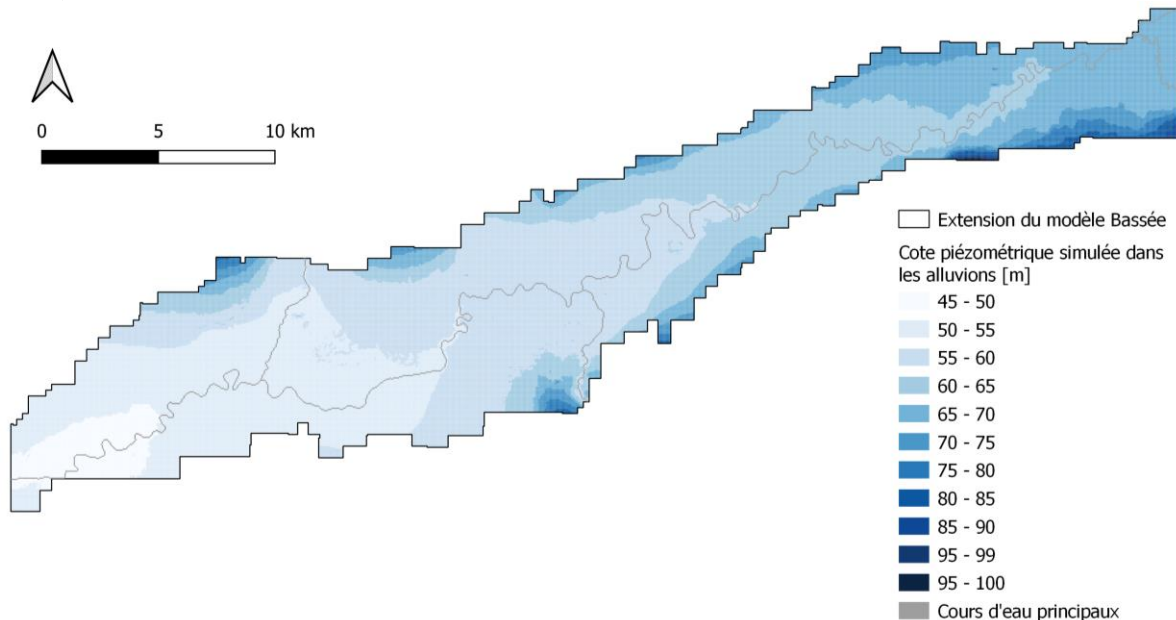 0 5 10 km
Extension du modèle Bassée
Cote piézométrique simulée dans
les alluvions [m]
45 - 50
50 - 55
55 - 60
60 - 65
65 - 70
70 - 75
75 - 80
80 - 85
85 - 90
95 - 99
95 - 100
Cours d'eau principaux